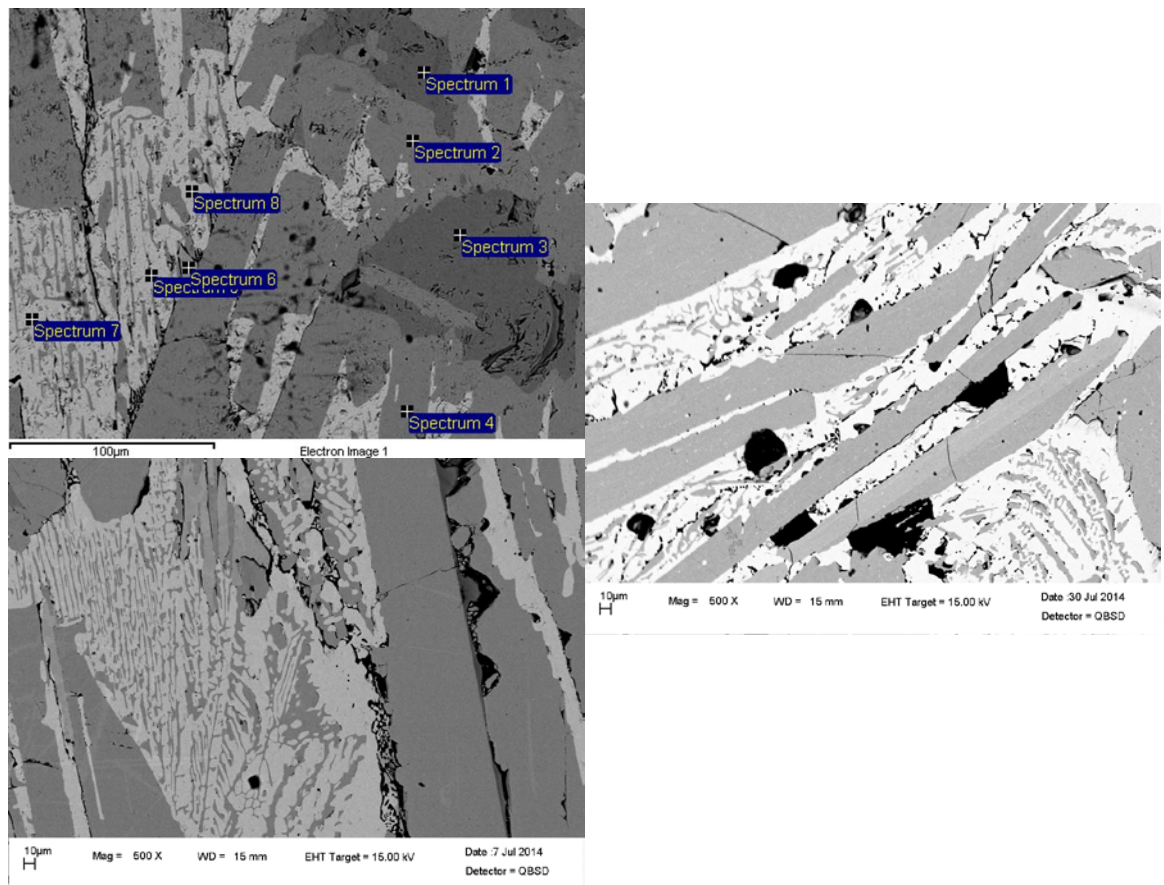 Spectrum 1
Spectrum 2
Spectrum 8
Spectrum 3
Spectrum 6
Spectrum 7
Spectrum 4
100µm Electron Image 1
10µm Mag = 500 X WD = 15 mm EHT Target = 15.00 kV Date :30 Jul 2014
Detector = QBSD
10µm Mag = 500 X WD = 15 mm EHT Target = 15.00 kV Date :7 Jul 2014
Detector = QBSD